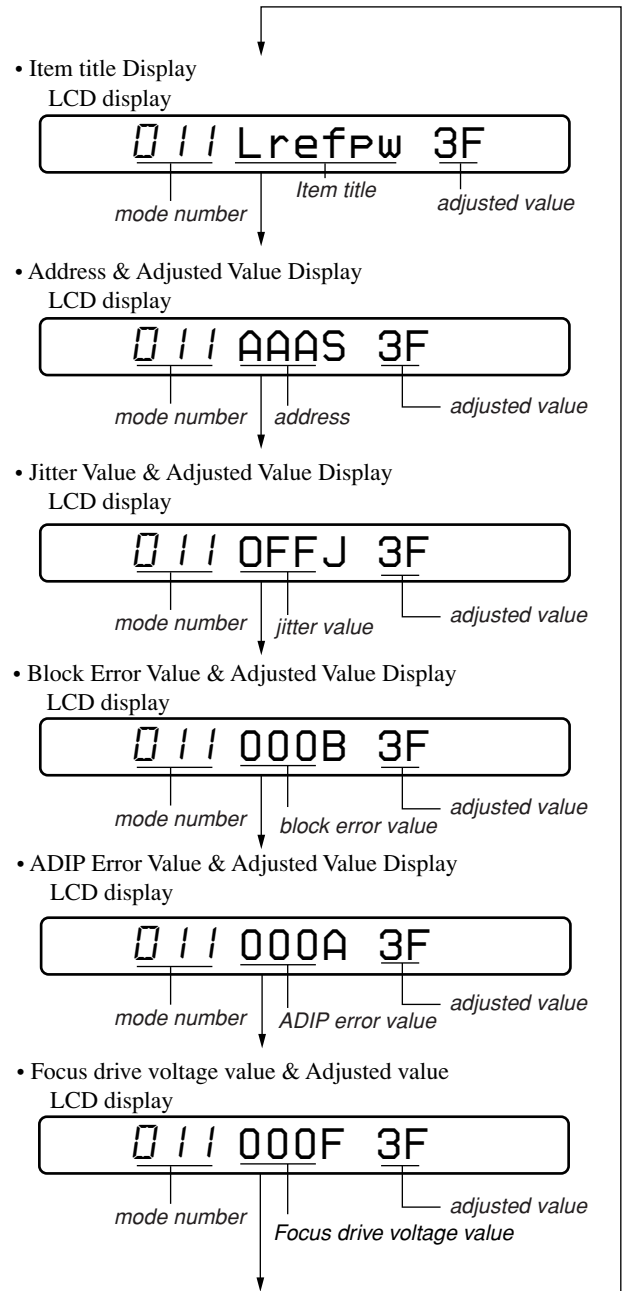 • Item title Display
LCD display
011 Lrefpw 3F
Item title
mode number
adjusted value
• Address & Adjusted Value Display
LCD display
011 AAAS 3F
mode number address adjusted value
• Jitter Value & Adjusted Value Display
LCD display
011 OFFJ 3F
mode number jitter value adjusted value
• Block Error Value & Adjusted Value Display
LCD display
011 000B 3F
mode number block error value adjusted value
• ADIP Error Value & Adjusted Value Display
LCD display
011 000A 3F
mode number ADIP error value adjusted value
• Focus drive voltage value & Adjusted value
LCD display
011 000F 3F
mode number Focus drive voltage value adjusted value